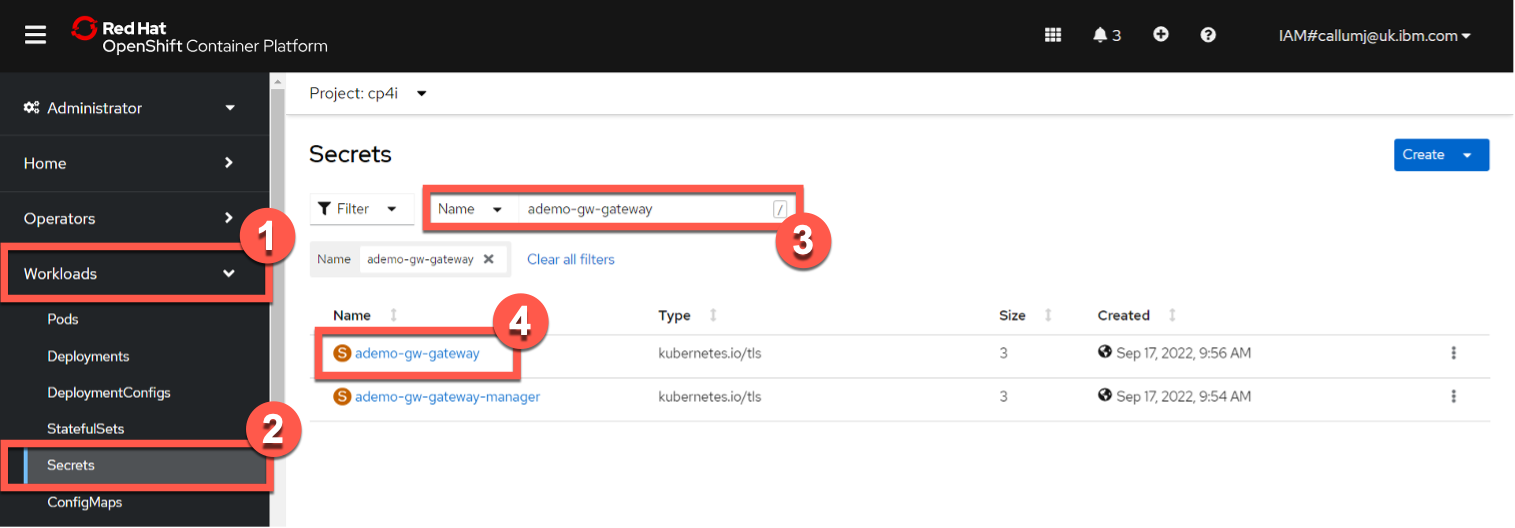 Red Hat
OpenShift Container Platform
3
IAM#callumj@uk.ibm.com
Administrator
Home
Operators
1
Workloads
Pods
Deployments
DeploymentConfigs
StatefulSets
2
Secrets
ConfigMaps
Project: cp4i
Secrets
Create
Filter
Name
ademo-gw-gateway
/
3
Name ademo-gw-gateway
Clear all filters
Name Type Size Created
4
S ademo-gw-gateway kubernetes.io/tls 3 Sep 17, 2022, 9:56 AM
S ademo-gw-gateway-manager kubernetes.io/tls 3 Sep 17, 2022, 9:54 AM